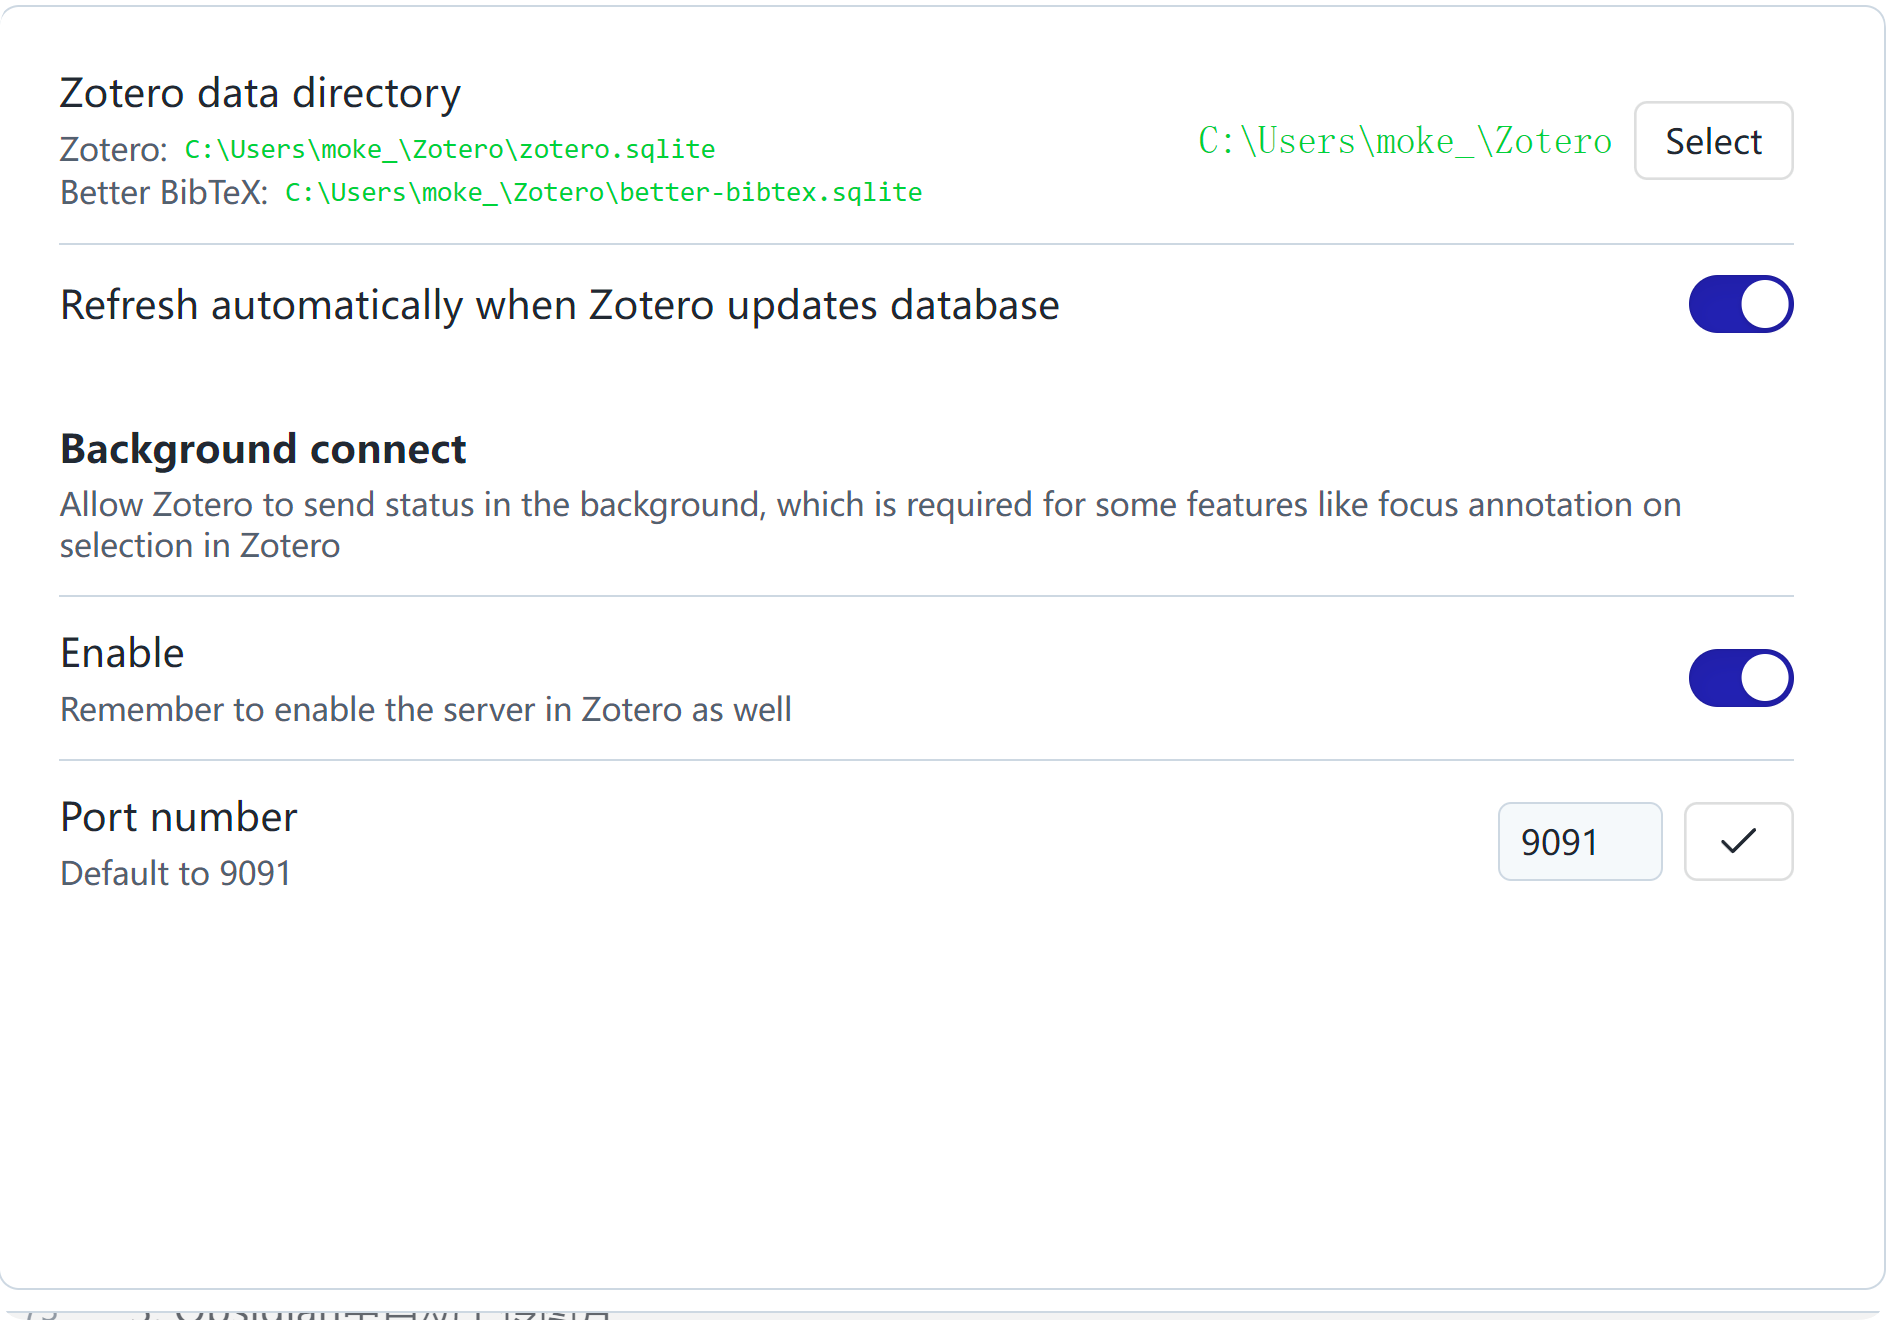 Zotero data directory
Zotero: C:\Users\moke_\Zotero\zotero.sqlite
Better BibTeX: C:\Users\moke_\Zotero\better-bibtex.sqlite
C:\Users\moke_\Zotero
Select
Refresh automatically when Zotero updates database
Background connect
Allow Zotero to send status in the background, which is required for some features like focus annotation on
selection in Zotero
Enable
Remember to enable the server in Zotero as well
Port number
Default to 9091
9091
Obsidian